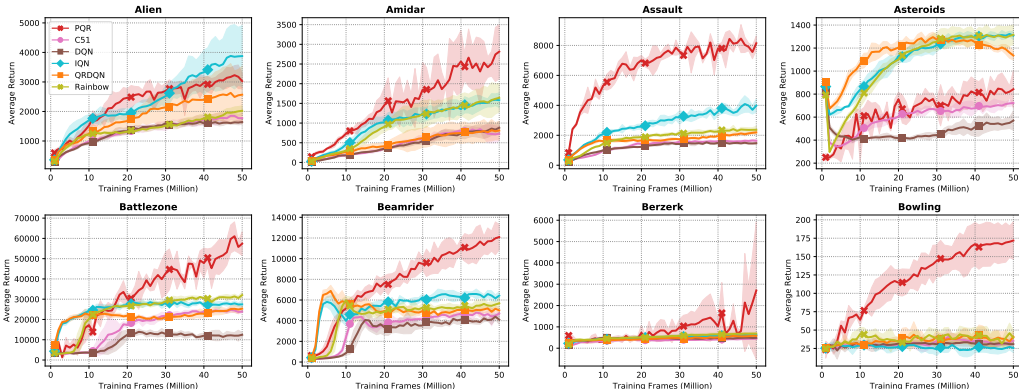 Alien
Average Return
5000
4000
3000
2000
1000
PQR
C51
DQN
IQN
QRDQN
Rainbow
0 10 20 30 40 50
Training Frames (Million)
Amidar
Average Return
3500
3000
2500
2000
1500
1000
500
0
0 10 20 30 40 50
Training Frames (Million)
Assault
Average Return
8000
6000
4000
2000
0
0 10 20 30 40 50
Training Frames (Million)
Asteroids
Average Return
1400
1200
1000
800
600
400
200
0 10 20 30 40 50
Training Frames (Million)
Battlezone
Average Return
70000
60000
50000
40000
30000
20000
10000
0
0 10 20 30 40 50
Training Frames (Million)
Beamrider
Average Return
14000
12000
10000
8000
6000
4000
2000
0
0 10 20 30 40 50
Training Frames (Million)
Berzerk
Average Return
6000
5000
4000
3000
2000
1000
0
0 10 20 30 40 50
Training Frames (Million)
Bowling
Average Return
200
175
150
125
100
75
50
25
0 10 20 30 40 50
Training Frames (Million)